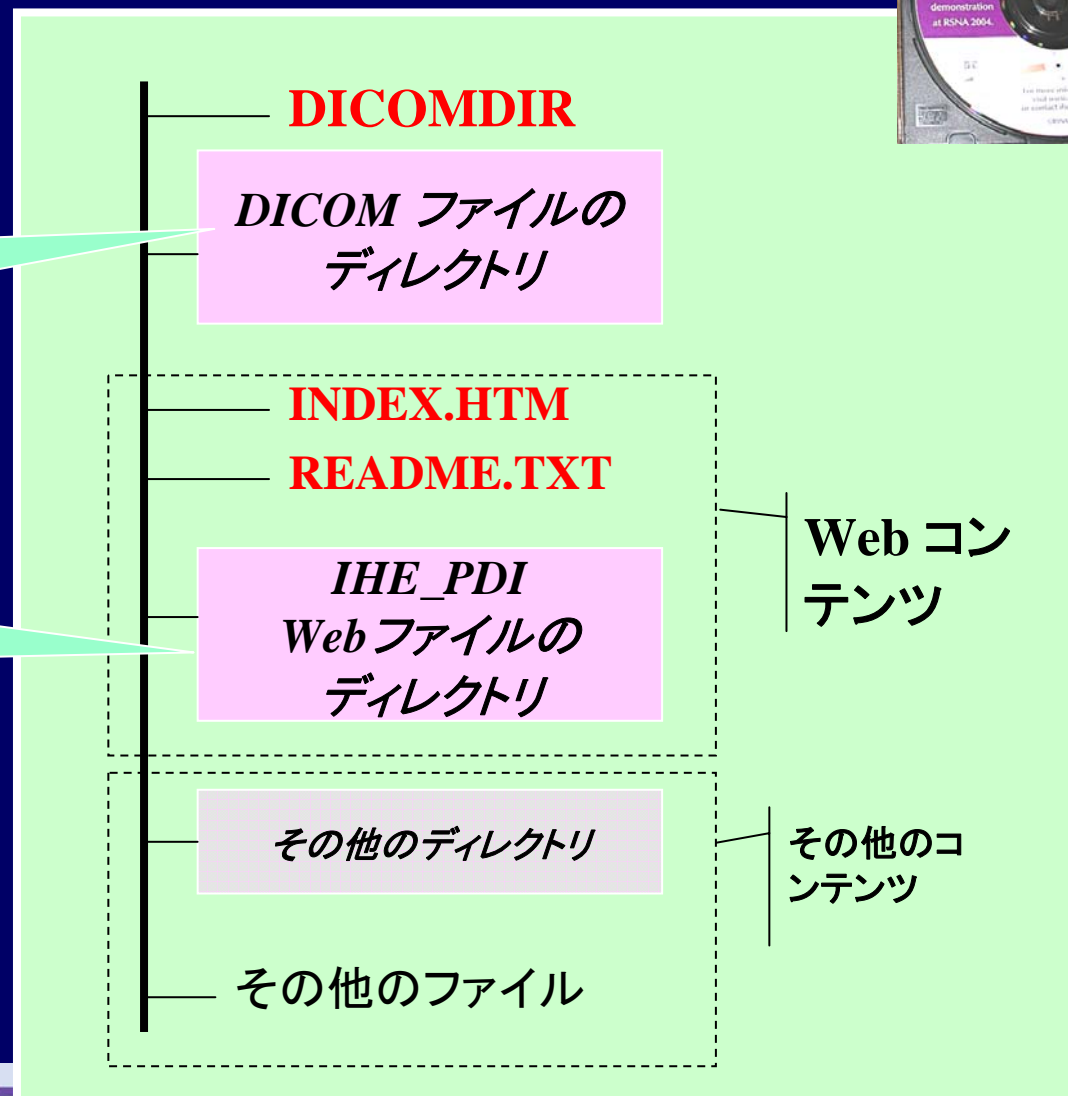 demonstration
at RSNA 2004.
DICOMDIR
DICOM ファイルの
ディレクトリ
INDEX.HTM
README.TXT
Web コン
テンツ
IHE_PDI
Webファイルの
ディレクトリ
その他のディレクトリ
その他のコ
ンテンツ
その他のファイル